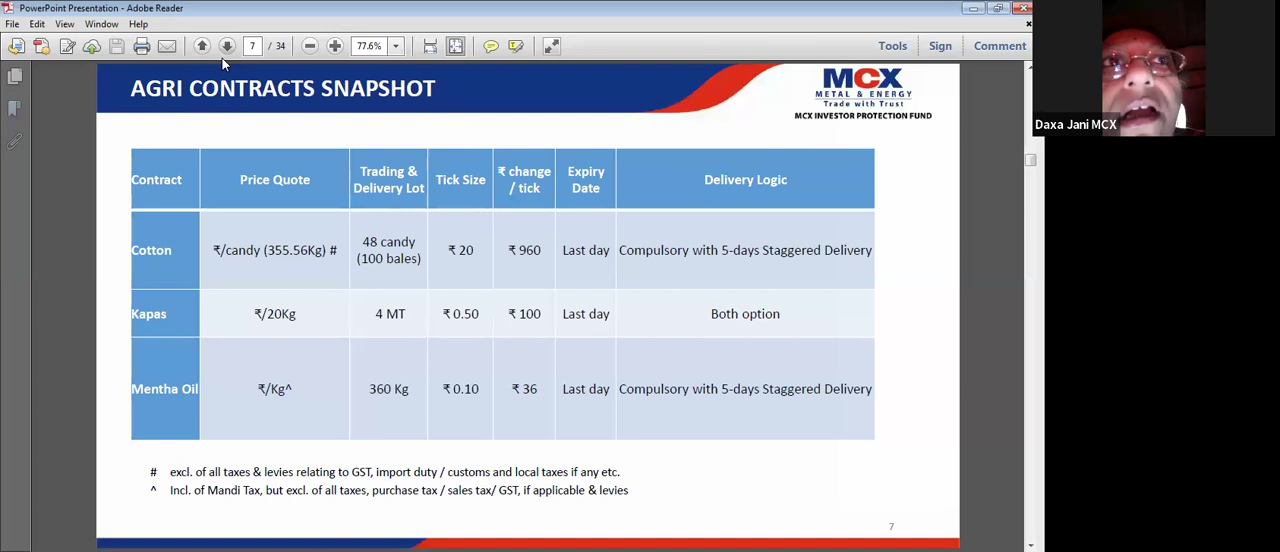 PowerPoint Presentation - Adobe Reader
File Edit View Window Help
7 / 34 77.6% Tools Sign Comment
AGRI CONTRACTS SNAPSHOT
MCX
METAL & ENERGY
Trade with Trust
MCX INVESTOR PROTECTION FUND
Daxa Jani MCX
Contract Price Quote Trading & Delivery Lot Tick Size ₹ change / tick Expiry Date Delivery Logic
Cotton ₹/candy (355.56Kg) # 48 candy (100 bales) ₹ 20 ₹ 960 Last day Compulsory with 5-days Staggered Delivery
Kapas ₹/20Kg 4 MT ₹ 0.50 ₹ 100 Last day Both option
Mentha Oil ₹/Kg^ 360 Kg ₹ 0.10 ₹ 36 Last day Compulsory with 5-days Staggered Delivery
# excl. of all taxes & levies relating to GST, import duty / customs and local taxes if any etc.
^ Incl. of Mandi Tax, but excl. of all taxes, purchase tax / sales tax/ GST, if applicable & levies
7